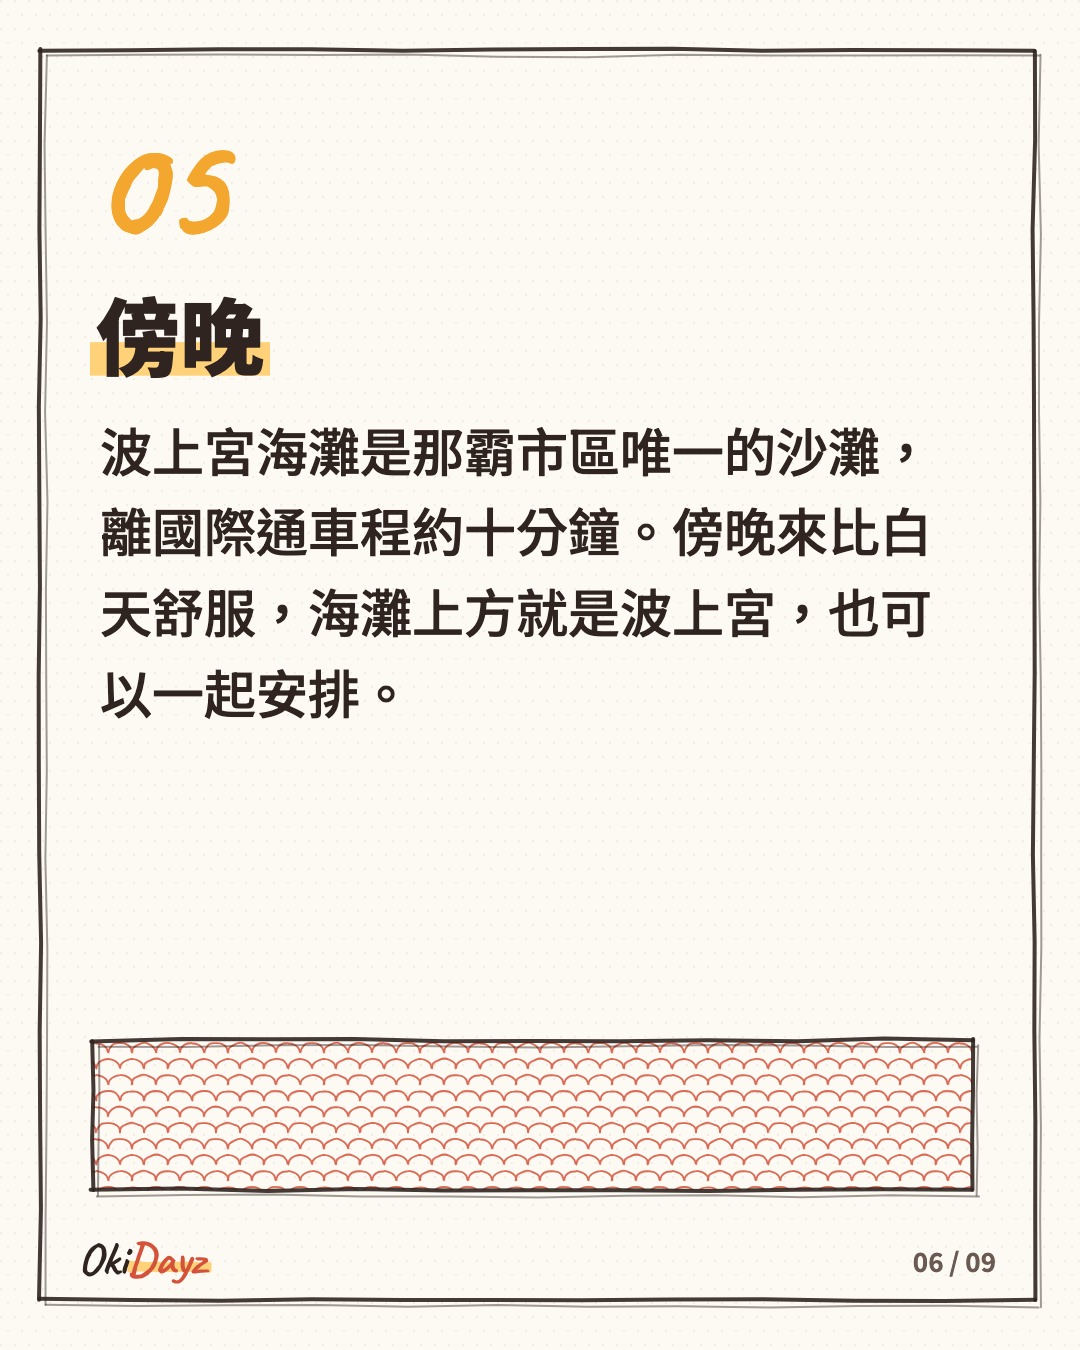 05
傍晚
波上宮海灘是那霸市區唯一的沙灘，
離國際通車程約十分鐘。傍晚來比白
天舒服，海灘上方就是波上宮，也可
以一起安排。
OkiDayz
06 / 09